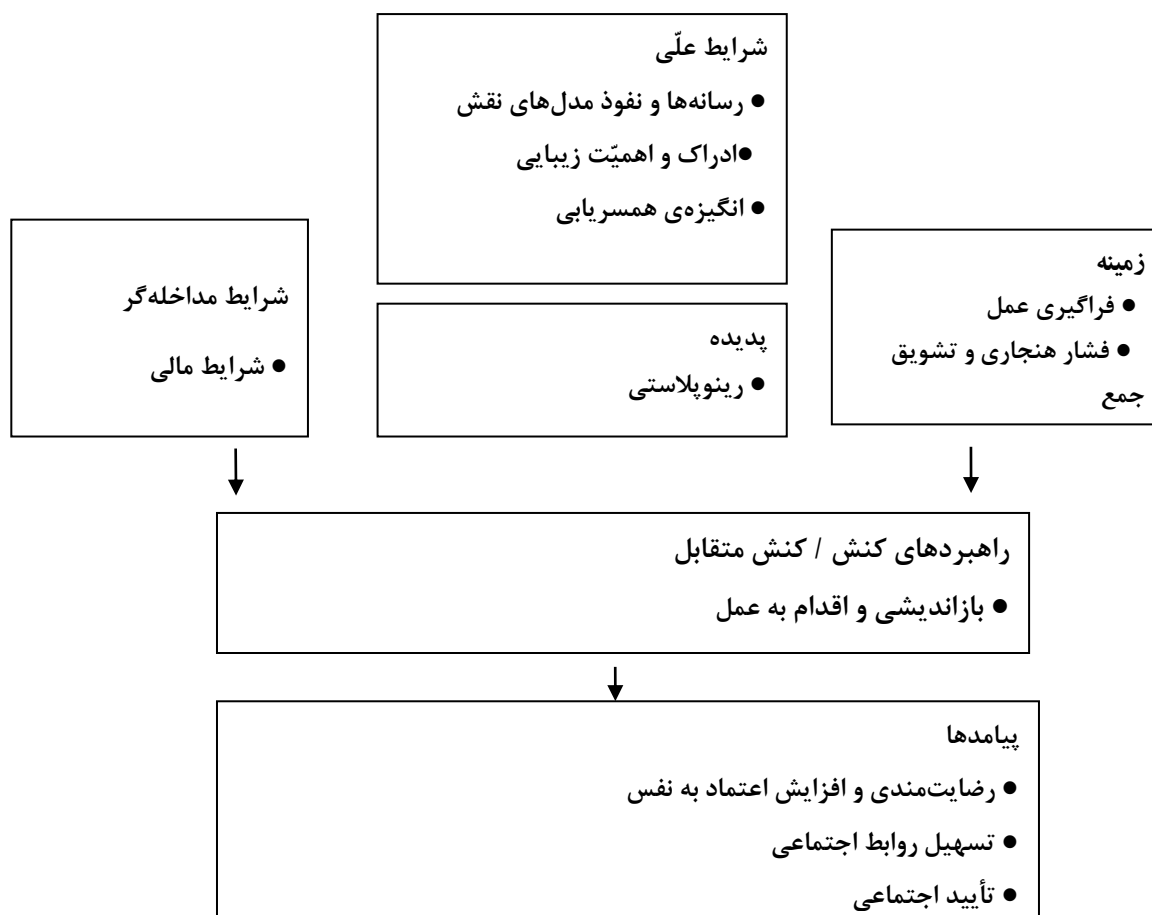 شرایط علّی
● رسانه‌ها و نفوذ مدل‌های نقش
●ادراک و اهمیّت زیبایی
● انگیزه‌ی همسریابی
زمینه
● فراگیری عمل
● فشار هنجاری و تشویق
جمع
پدیده
● رینوپلاستی
شرایط مداخله‌گر
● شرایط مالی
راهبردهای کنش / کنش متقابل
● بازاندیشی و اقدام به عمل
پیامدها
● رضایت‌مندی و افزایش اعتماد به نفس
● تسهیل روابط اجتماعی
● تأیید اجتماعی